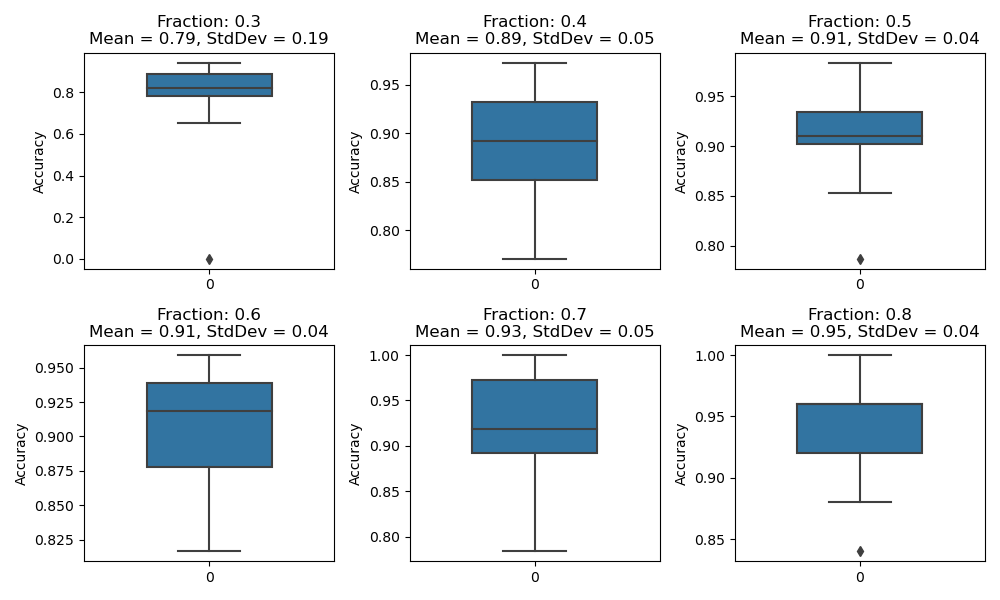 Fraction: 0.3
Mean = 0.79, StdDev = 0.19
Accuracy
0.8
0.6
0.4
0.2
0.0
0
Fraction: 0.4
Mean = 0.89, StdDev = 0.05
Accuracy
0.95
0.90
0.85
0.80
0
Fraction: 0.5
Mean = 0.91, StdDev = 0.04
Accuracy
0.95
0.90
0.85
0.80
0
Fraction: 0.6
Mean = 0.91, StdDev = 0.04
Accuracy
0.950
0.925
0.900
0.875
0.850
0.825
0
Fraction: 0.7
Mean = 0.93, StdDev = 0.05
Accuracy
1.00
0.95
0.90
0.85
0.80
0
Fraction: 0.8
Mean = 0.95, StdDev = 0.04
Accuracy
1.00
0.95
0.90
0.85
0